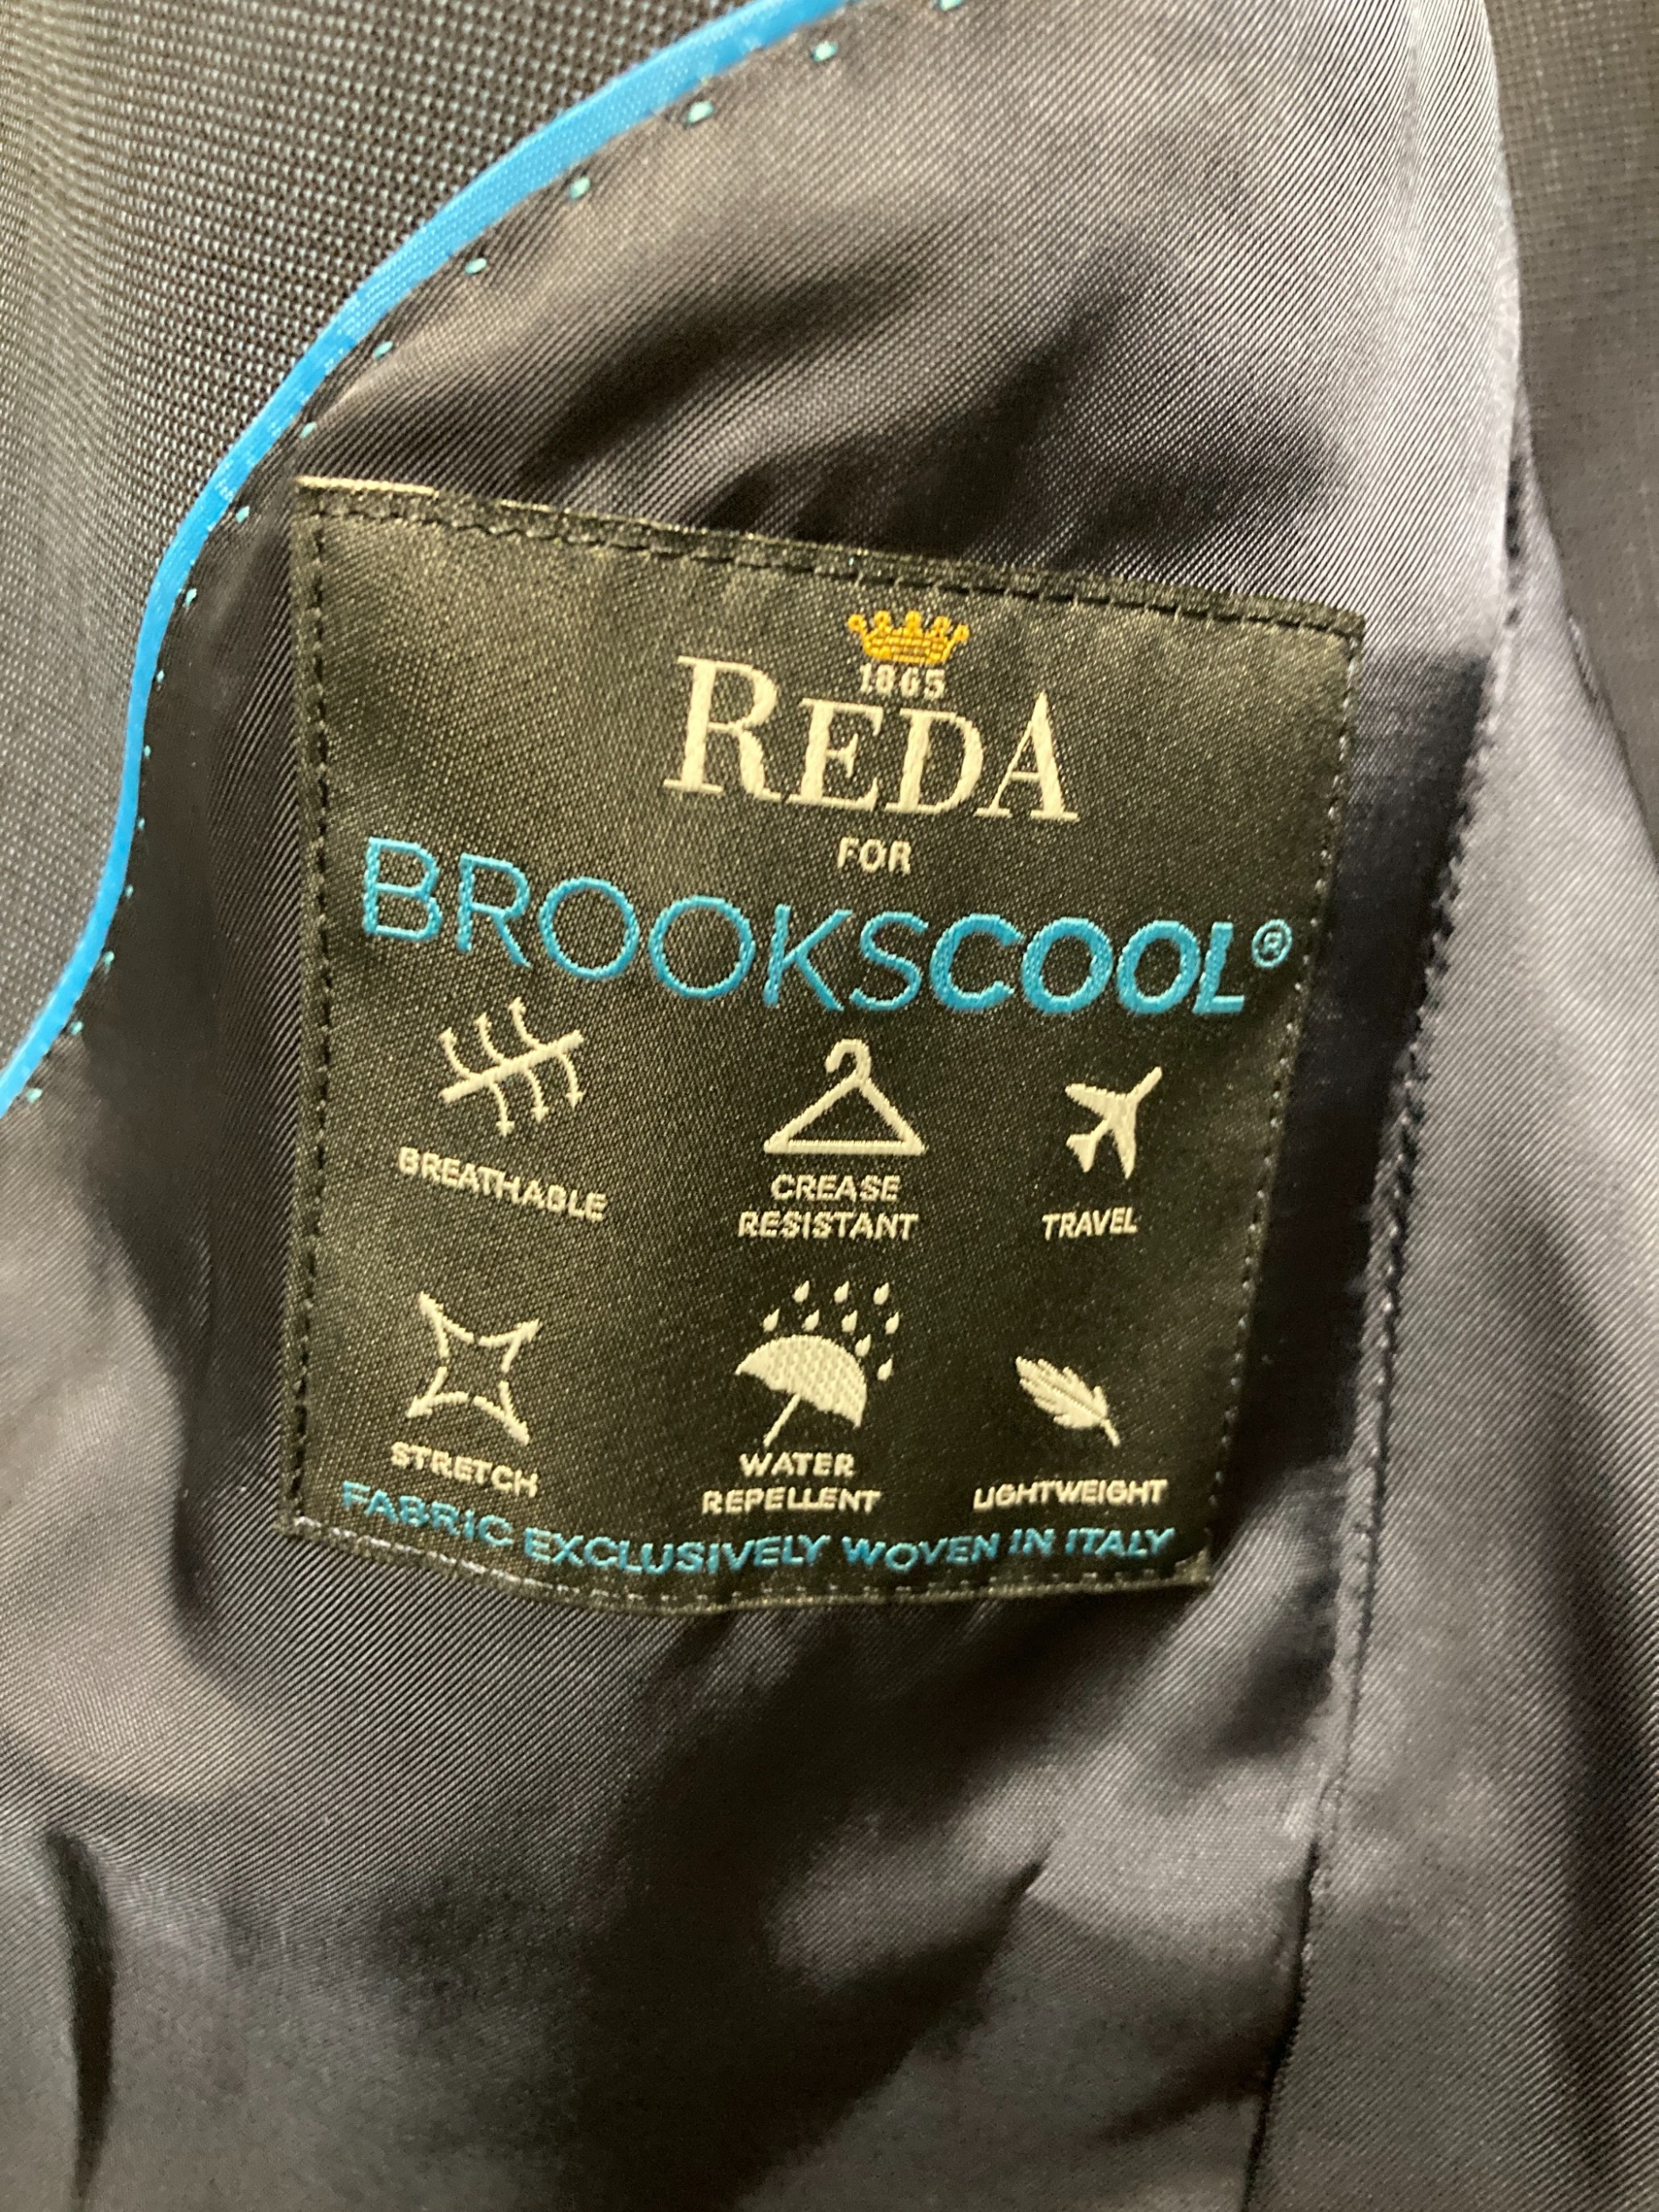 1865
REDA
FOR
BROOKSCOOL®
BREATHABLE
CREASE
RESISTANT
TRAVEL
STRETCH
WATER
REPELLENT
LIGHTWEIGHT
FABRIC EXCLUSIVELY WOVEN IN ITALY